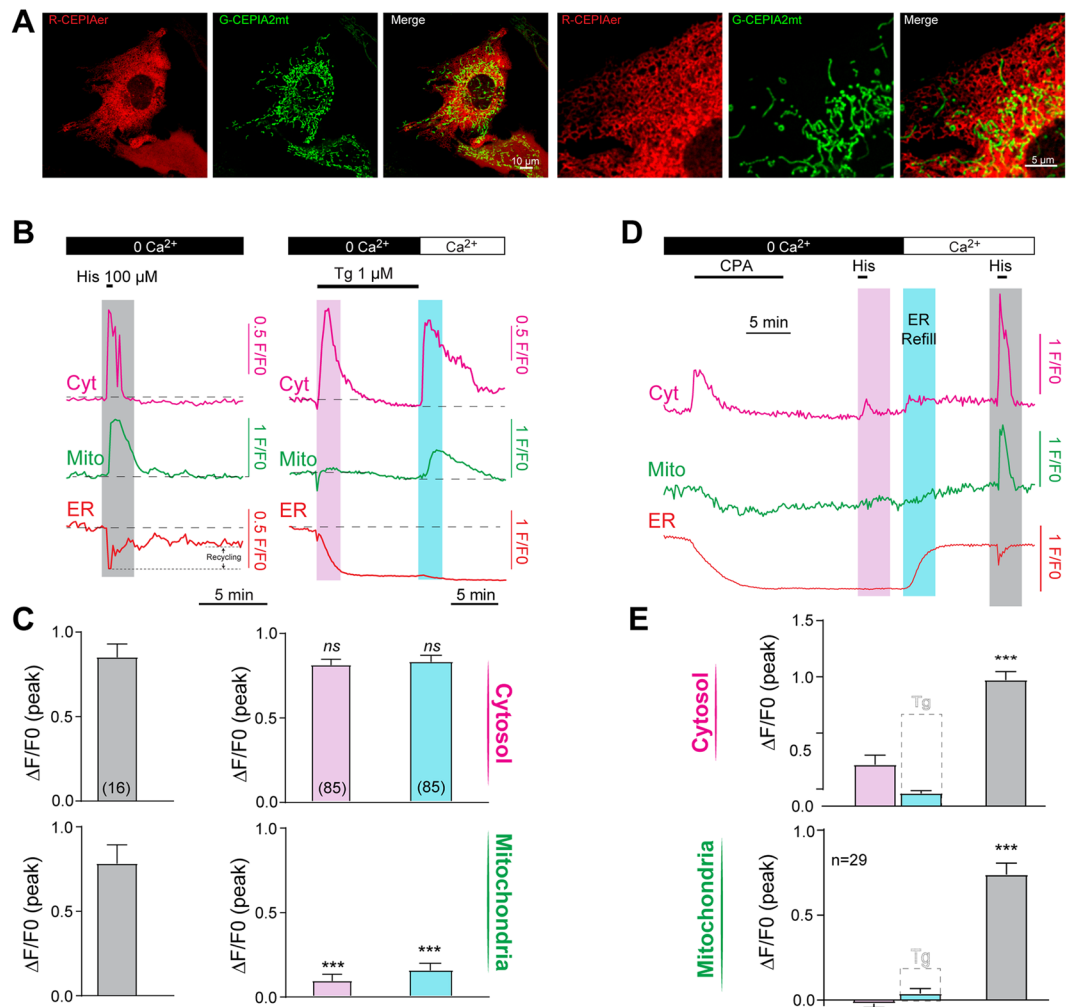 A
R-CEPIAer
G-CEPIA2mt
Merge
10 µm
R-CEPIAer
G-CEPIA2mt
Merge
5 µm
B
0 Ca²⁺
His 100 µM
Cyt
0.5 F/F0
Mito
1 F/F0
ER
Recycling
0.5 F/F0
5 min
0 Ca²⁺
Ca²⁺
Tg 1 µM
Cyt
0.5 F/F0
Mito
1 F/F0
ER
1 F/F0
5 min
C
ΔF/F0 (peak)
1.0
0.5
0.0
(16)
ΔF/F0 (peak)
1.0
0.5
0.0
ns
ns
(85)
(85)
Cytosol
ΔF/F0 (peak)
1.0
0.5
0.0
ΔF/F0 (peak)
1.0
0.5
0.0
***
***
Mitochondria
D
0 Ca²⁺
Ca²⁺
CPA
His
His
5 min
ER
Refill
Cyt
1 F/F0
Mito
1 F/F0
ER
1 F/F0
E
Cytosol
ΔF/F0 (peak)
1.5
1.0
0.5
0.0
Tg
***
Mitochondria
ΔF/F0 (peak)
1.0
0.5
0.0
n=29
Tg
***